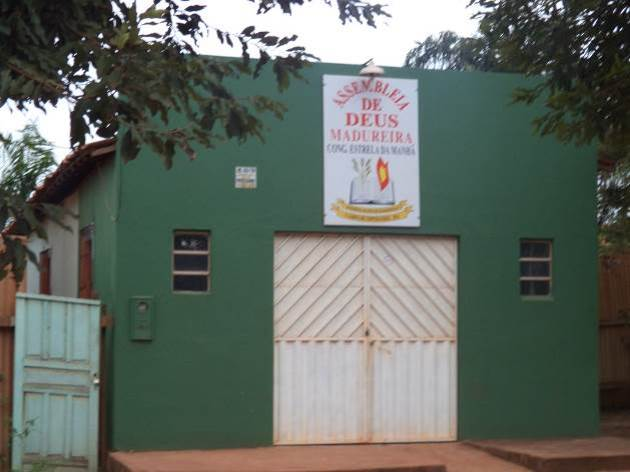 ASSEMBLEIA
DE
DEUS
MADUREIRA
CONG. ESTRELA DA MANHÃ